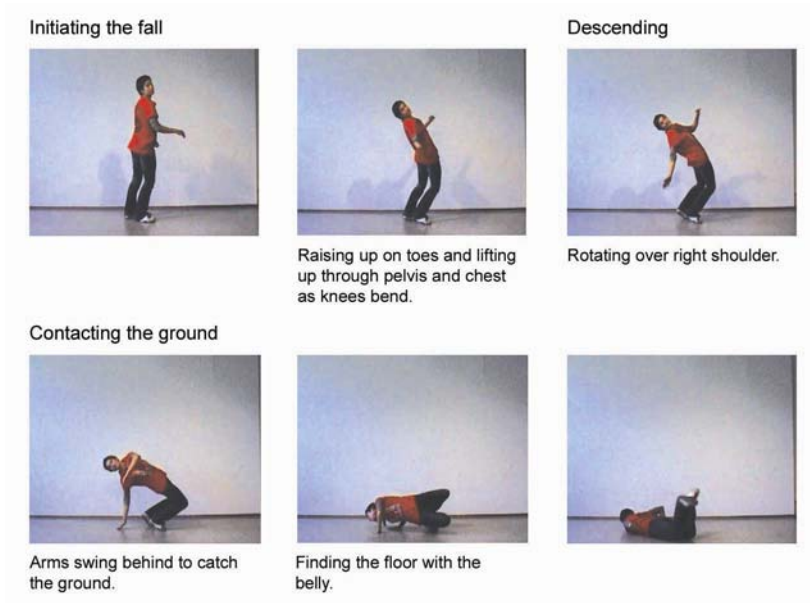 Initiating the fall
Descending
Raising up on toes and lifting
up through pelvis and chest
as knees bend.
Rotating over right shoulder.
Contacting the ground
Arms swing behind to catch
the ground.
Finding the floor with the
belly.